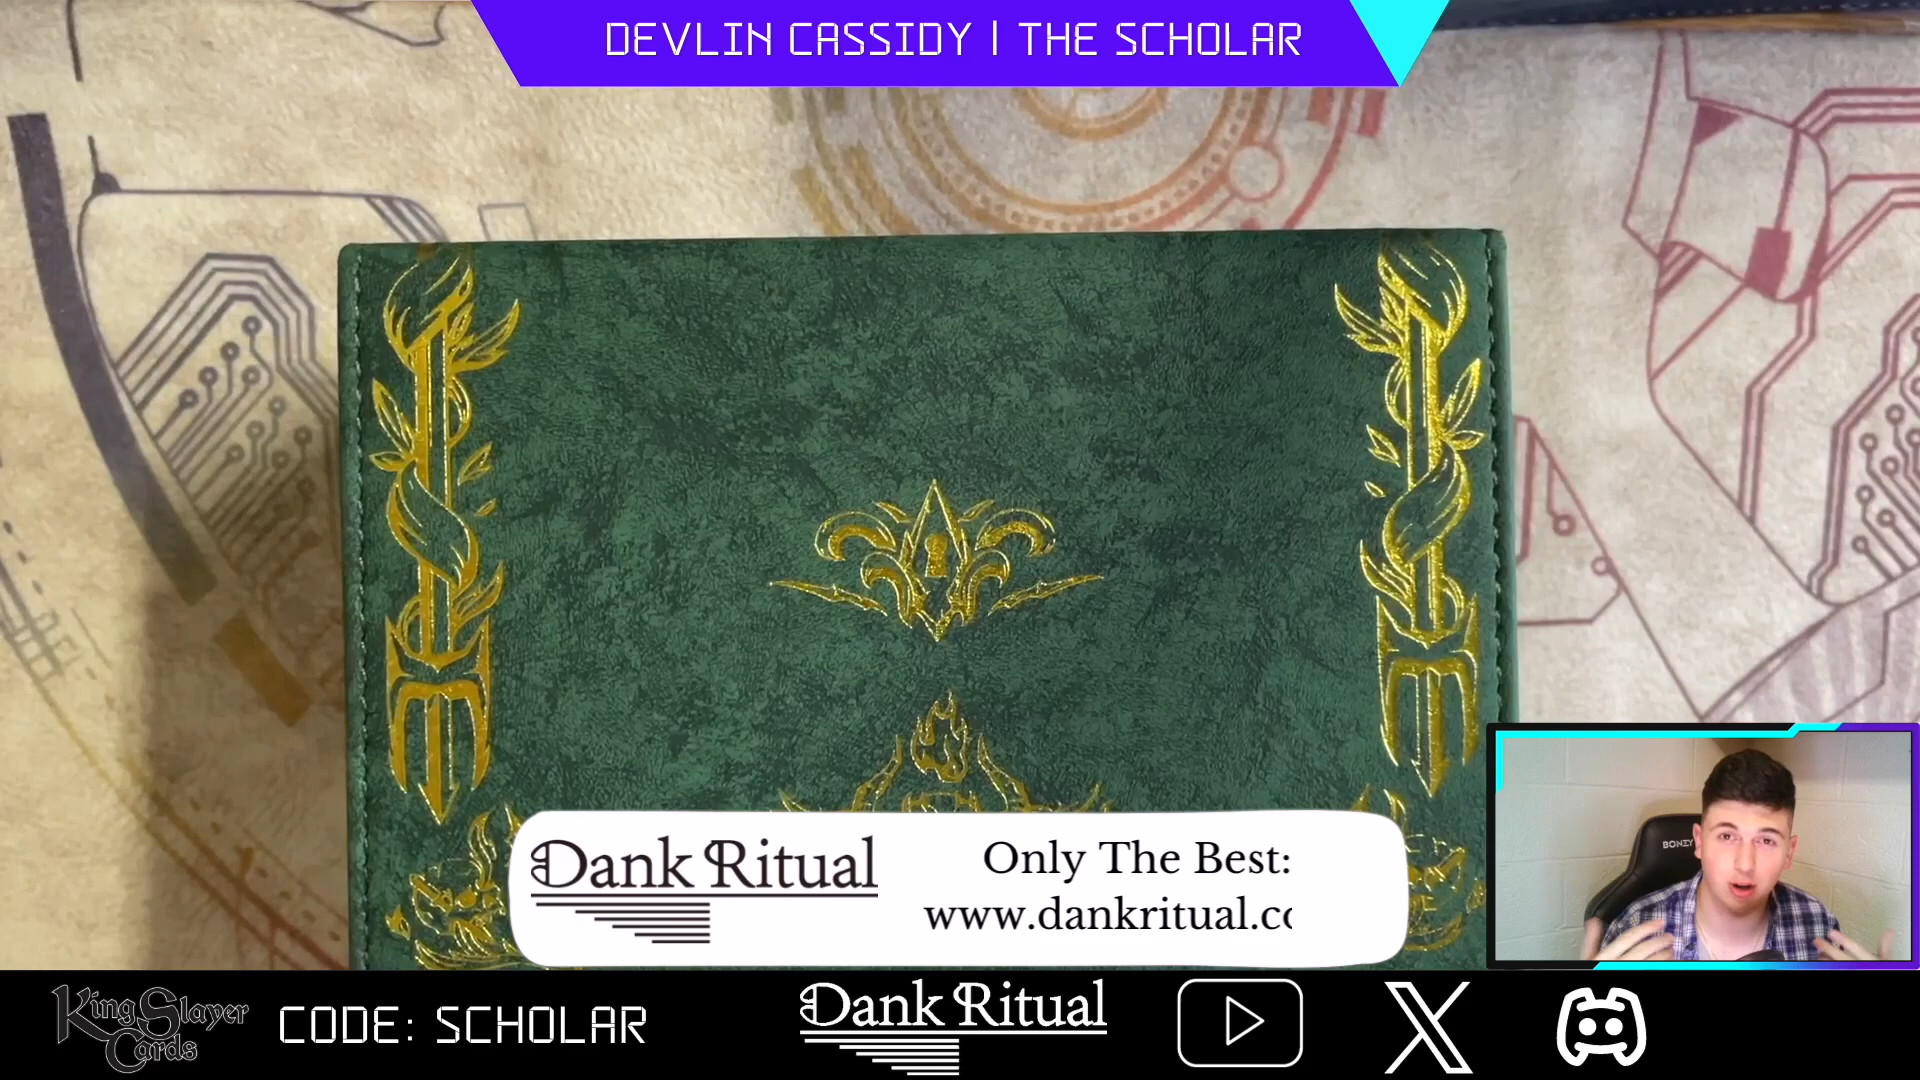 DEVLIN CASSIDY | THE SCHOLAR
BONZY
Dank Ritual
Only The Best:
www.dankritual.cc
King Slayer Cards
CODE: SCHOLAR
Dank Ritual